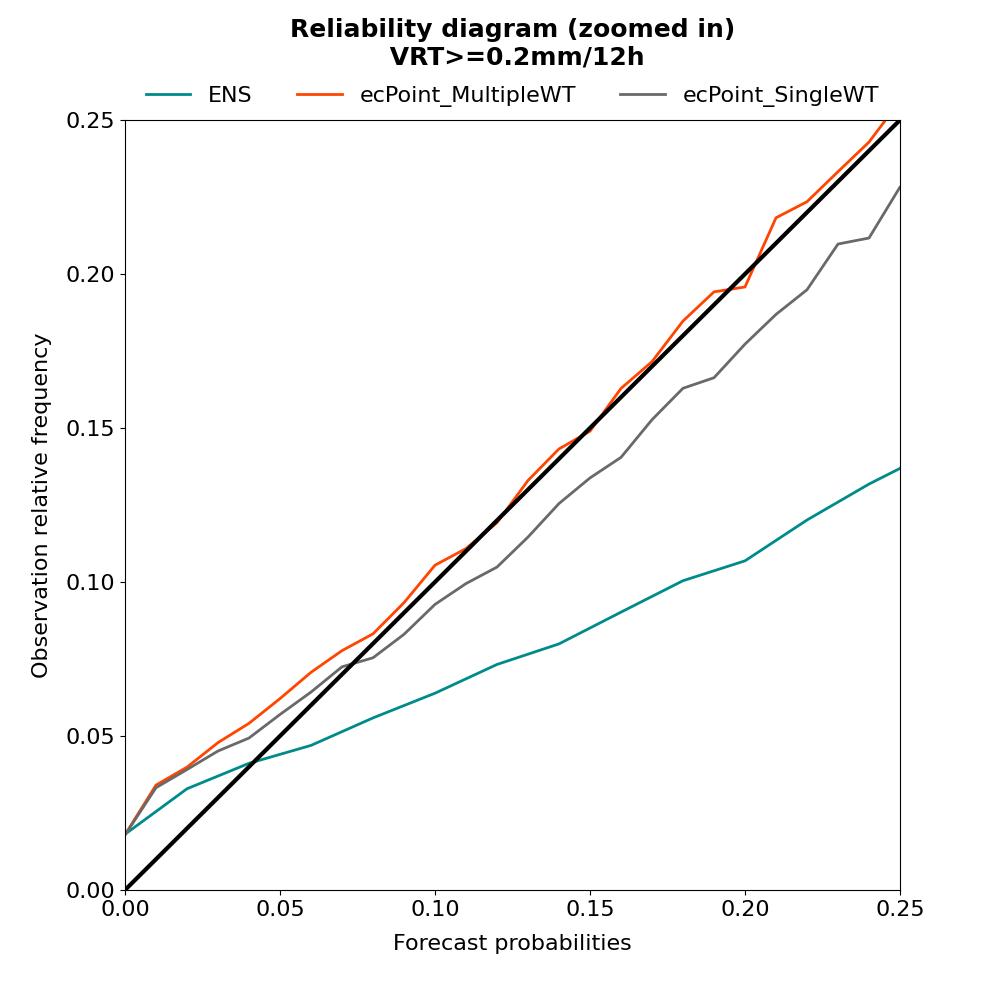 Reliability diagram (zoomed in)
VRT>=0.2mm/12h
ENS ecPoint_MultipleWT ecPoint_SingleWT
0.25
0.20
0.15
0.10
0.05
0.00
Observation relative frequency
0.00 0.05 0.10 0.15 0.20 0.25
Forecast probabilities